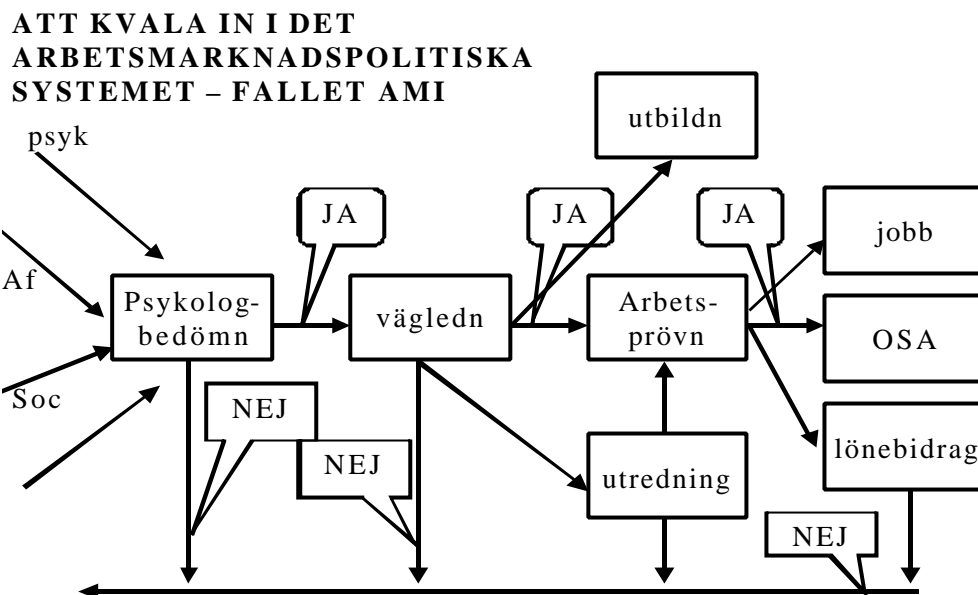 ATT KVALA IN I DET
ARBETSMARKNADSPOLITISKA
SYSTEMET – FALLET AMI
psyk
utbildn
JA
JA
JA
jobb
Af
Psykolog-
bedömn
vägledn
Arbets-
prövn
OSA
Soc
NEJ
NEJ
utredning
lönebidrag
NEJ